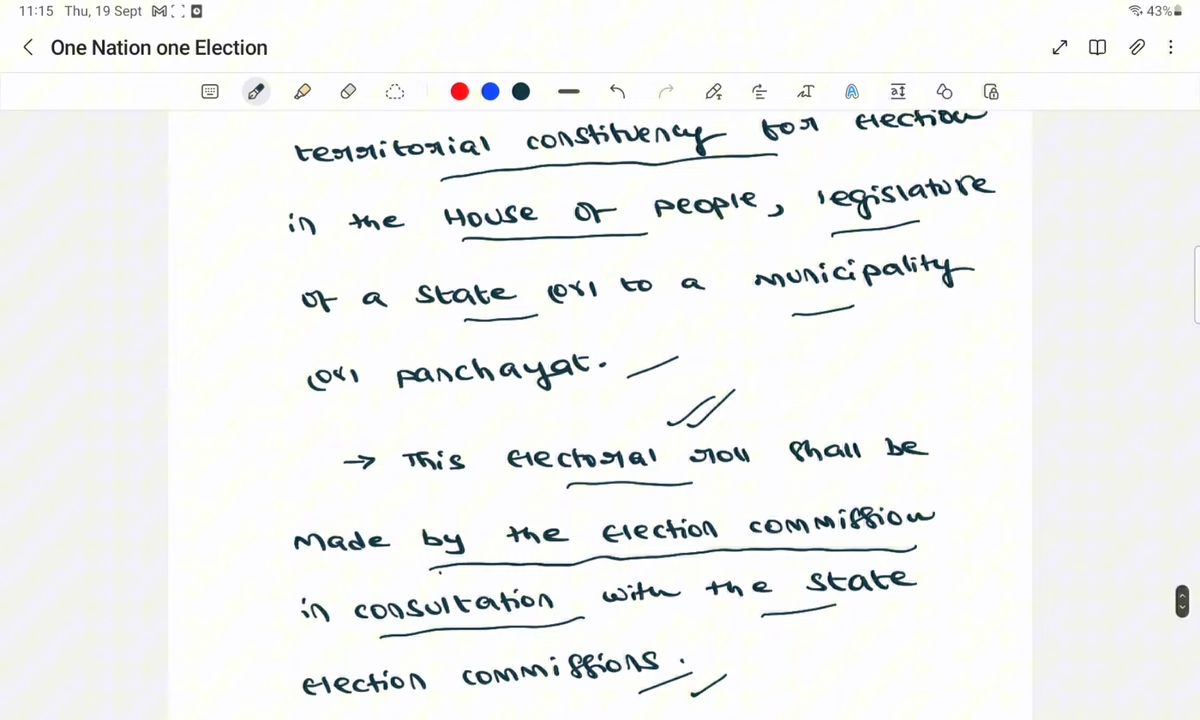 11:15 Thu, 19 Sept 43%
One Nation one Election
territorial constituency for election
in the House of people, legislature
of a state (or) to a municipality
(or) panchayat.
→ This electoral roll shall be
made by the election commission
in consultation with the state
election commissions.